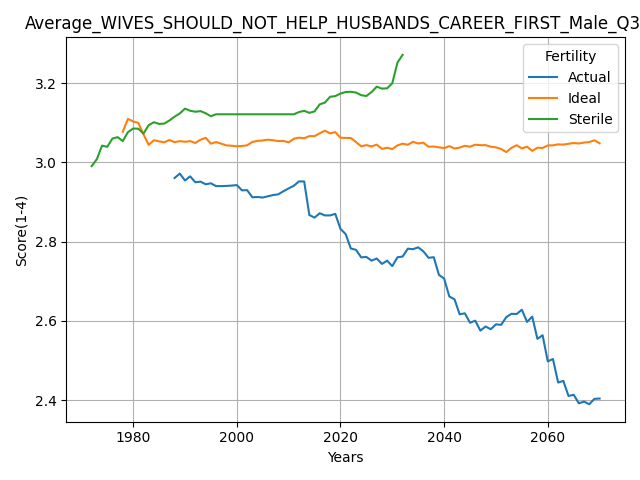 Average_WIVES_SHOULD_NOT_HELP_HUSBANDS_CAREER_FIRST_Male_Q3
Fertility
Actual
Ideal
Sterile
Score(1-4)
3.2
3.0
2.8
2.6
2.4
1980 2000 2020 2040 2060
Years